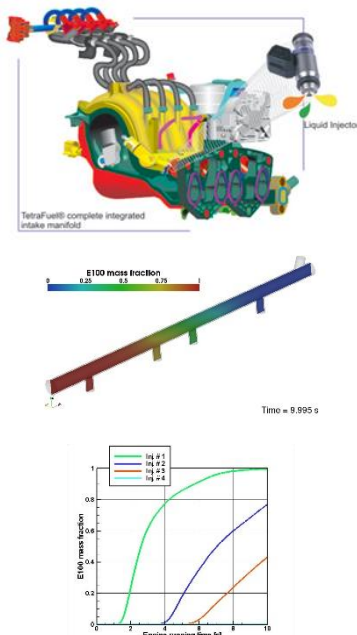 Liquid Injector
TetraFuel® complete integrated
intake manifold
E100 mass fraction
0 0.25 0.5 0.75 1
Time = 9.995 s
Inj. # 1
Inj. # 2
Inj. # 3
Inj. # 4
1
0.8
0.6
0.4
0.2
0
E100 mass fraction
0 2 4 6 8 10